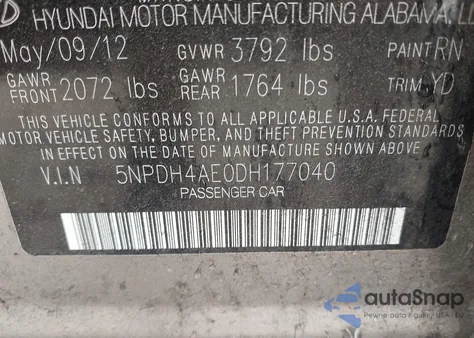 HYUNDAI MOTOR MANUFACTURING ALABAMA, L
May/09/12 GVWR 3792 lbs PAINT RN
GAWR FRONT 2072 lbs GAWR REAR 1764 lbs TRIM YD
THIS VEHICLE CONFORMS TO ALL APPLICABLE U.S.A. FEDERAL
MOTOR VEHICLE SAFETY, BUMPER, AND THEFT PREVENTION STANDARDS
IN EFFECT ON THE DATE OF MANUFACTURE SHOWN ABOVE.
V.I.N 5NPDH4AE0DH177040
PASSENGER CAR
autoSnap